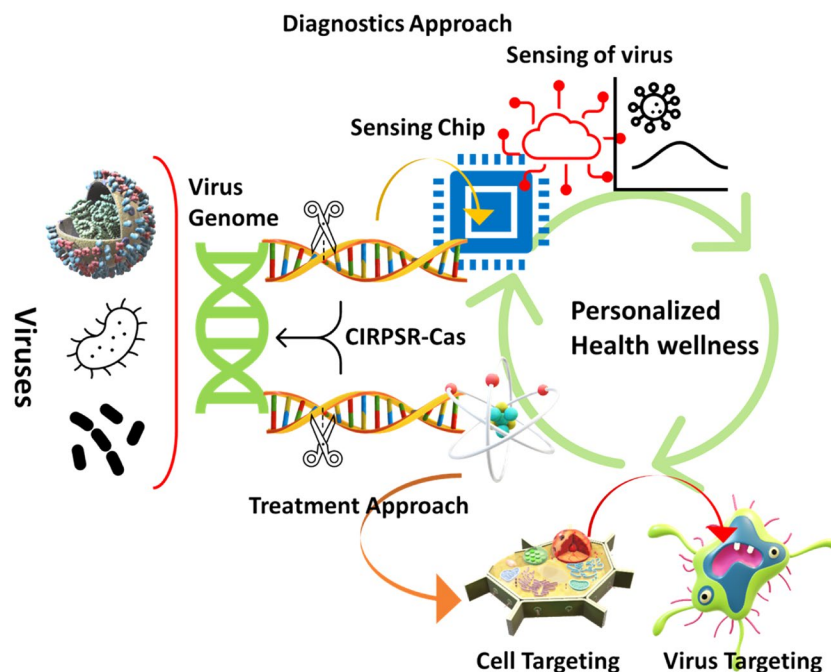 Diagnostics Approach
Sensing of virus
Sensing Chip
Virus
Genome
Viruses
CIRPSR-Cas
Personalized
Health wellness
Treatment Approach
Cell Targeting
Virus Targeting